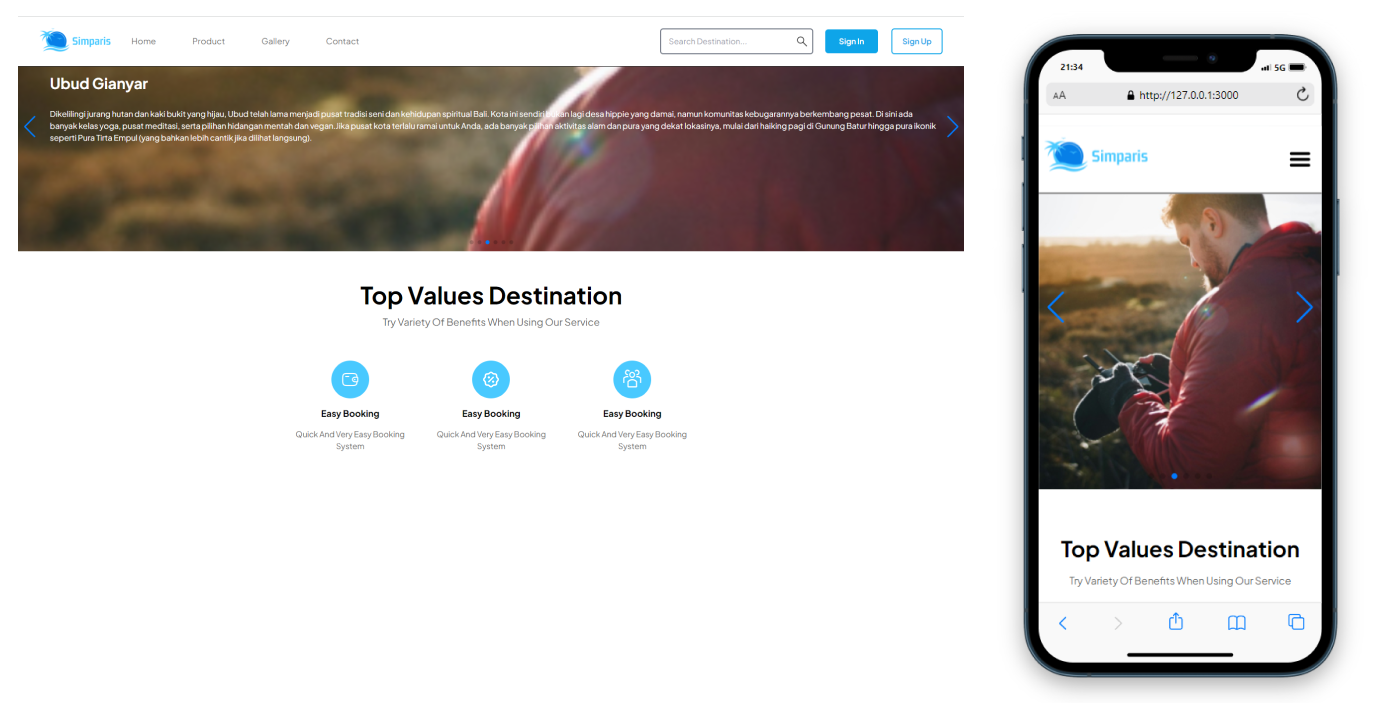 Simparis Home Product Gallery Contact Search Destination... Sign In Sign Up
Ubud Gianyar
Dikelilingi jurang hutan dan kaki bukit yang hijau, Ubud telah lama menjadi pusat tradisi seni dan kehidupan spiritual Bali. Kota ini sendiri bukan lagi desa hippie yang damai, namun komunitas kebugarannya berkembang pesat. Di sini ada
banyak kelas yoga, pusat meditasi, serta pilihan hidangan mentah dan vegan.Jika pusat kota terlalu ramai untuk Anda, ada banyak pilihan aktivitas alam dan pura yang dekat lokasinya, mulai dari haiking pagi di Gunung Batur hingga pura ikonik
seperti Pura Tirta Empul (yang bahkan lebih cantik jika dilihat langsung).
Top Values Destination
Try Variety Of Benefits When Using Our Service
Easy Booking
Quick And Very Easy Booking
System
Easy Booking
Quick And Very Easy Booking
System
Easy Booking
Quick And Very Easy Booking
System
21:34 5G
AA http://127.0.0.1:3000
Simparis
Top Values Destination
Try Variety Of Benefits When Using Our Service